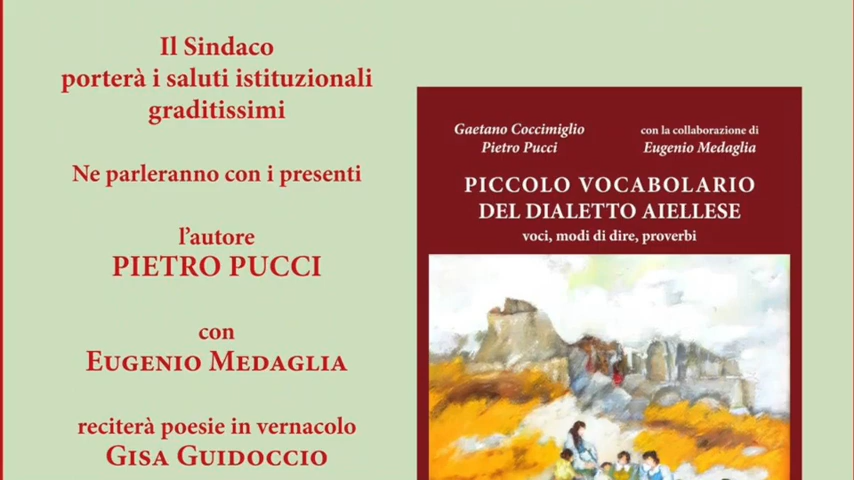 Il Sindaco
porterà i saluti istituzionali
graditissimi
Ne parleranno con i presenti
l'autore
PIETRO PUCCI
con
EUGENIO MEDAGLIA
reciterà poesie in vernacolo
GISA GUIDOCCIO
Gaetano Coccimiglio
Pietro Pucci
con la collaborazione di
Eugenio Medaglia
PICCOLO VOCABOLARIO
DEL DIALETTO AIELLESE
voci, modi di dire, proverbi